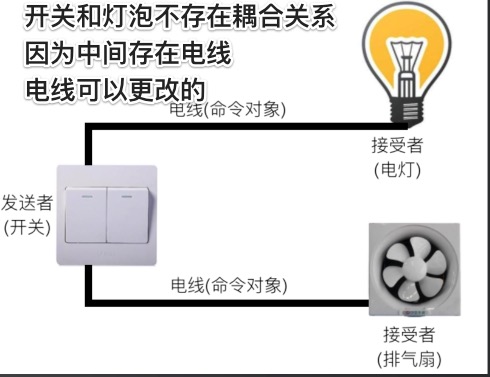 开关和灯泡不存在耦合关系
因为中间存在电线
电线可以更改的
电线(命令对象)
接受者
(电灯)
发送者
(开关)
电线(命令对象)
接受者
(排气扇)